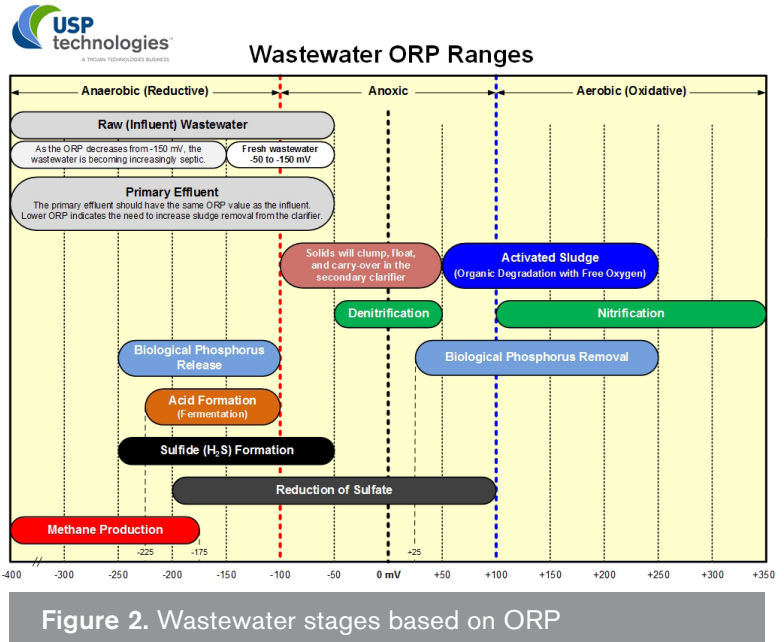 USP
technologies™
A TROJAN TECHNOLOGIES BUSINESS
Wastewater ORP Ranges
Anaerobic (Reductive)
Anoxic
Aerobic (Oxidative)
Raw (Influent) Wastewater
As the ORP decreases from -150 mV, the
wastewater is becoming increasingly septic.
Fresh wastewater
-50 to -150 mV
Primary Effluent
The primary effluent should have the same ORP value as the influent.
Lower ORP indicates the need to increase sludge removal from the clarifier.
Solids will clump, float,
and carry-over in the
secondary clarifier
Activated Sludge
(Organic Degradation with Free Oxygen)
Denitrification
Nitrification
Biological Phosphorus
Release
Biological Phosphorus Removal
Acid Formation
(Fermentation)
Sulfide (H₂S) Formation
Reduction of Sulfate
Methane Production
-225
-175
+25
-400
-250
-200
-150
-100
-50
0 mV
+50
+100
+150
+200
+250
+300
+350
Figure 2. Wastewater stages based on ORP